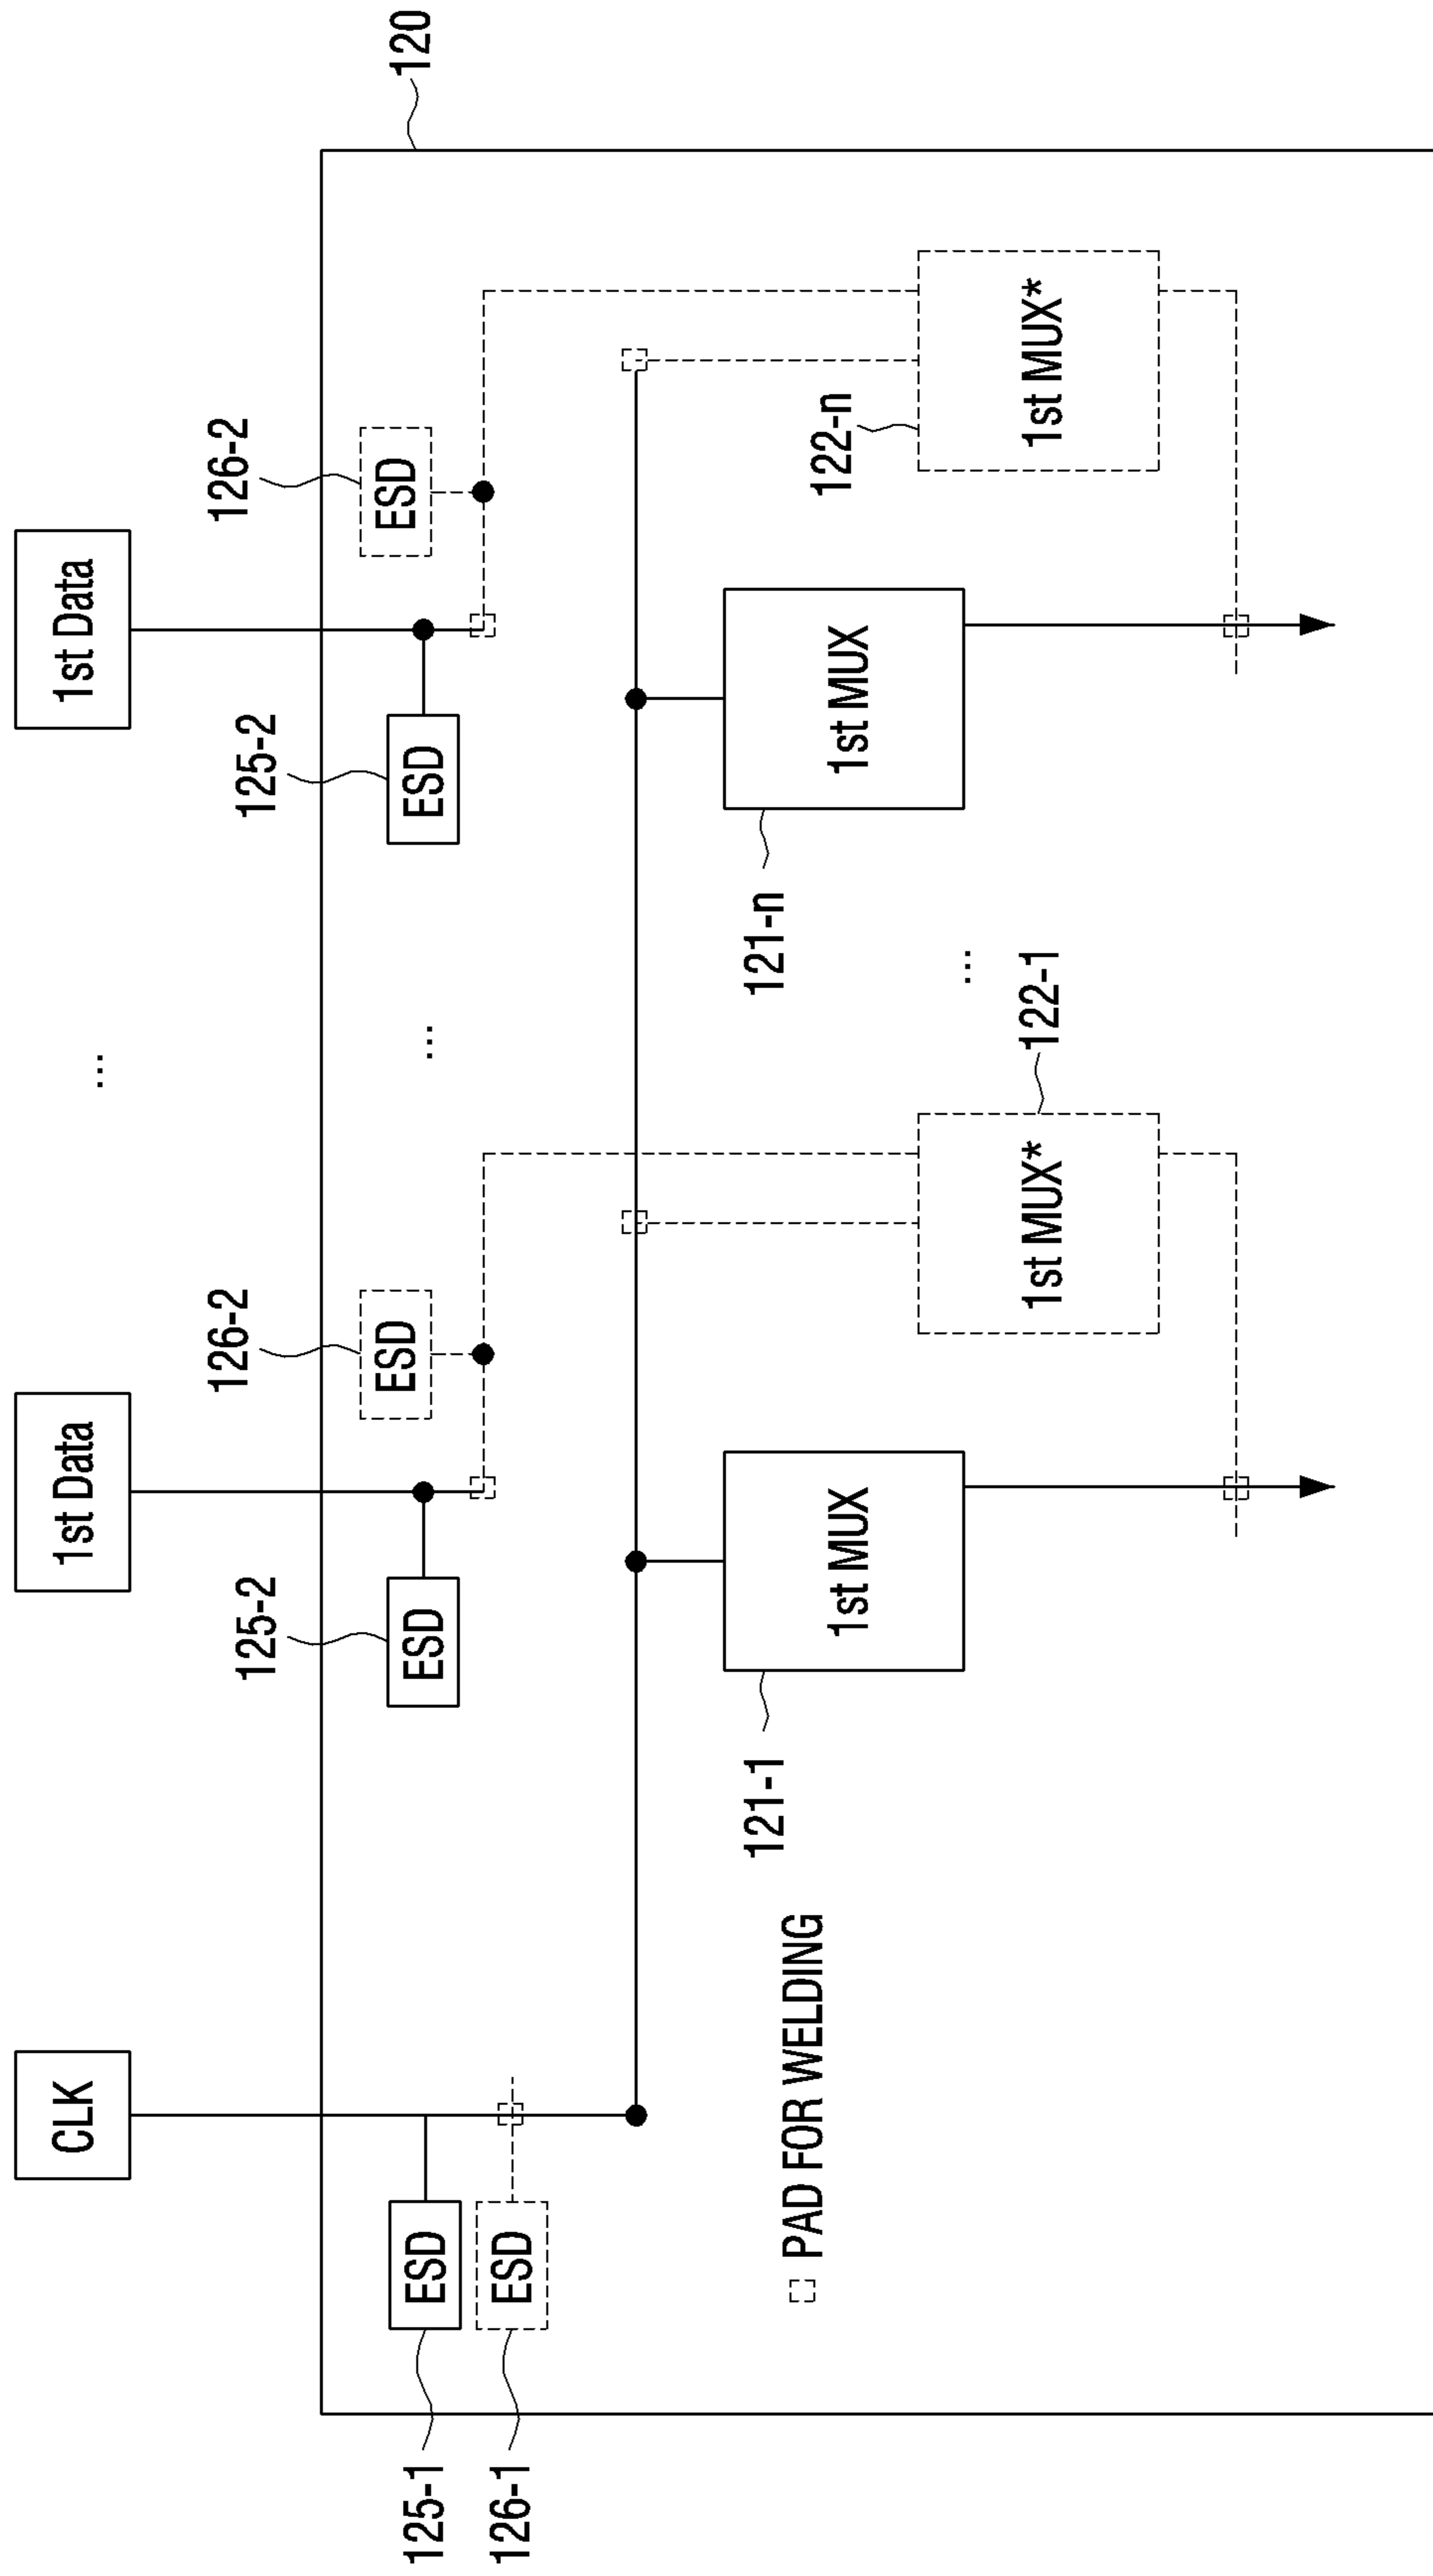 CLK
1st Data
...
1st Data
126-2
126-2
125-2
125-2
120
ESD
ESD
125-1
ESD
ESD
...
ESD
126-1
ESD
121-1
121-n
PAD FOR WELDING
122-n
1st MUX
1st MUX
...
122-1
1st MUX*
1st MUX*